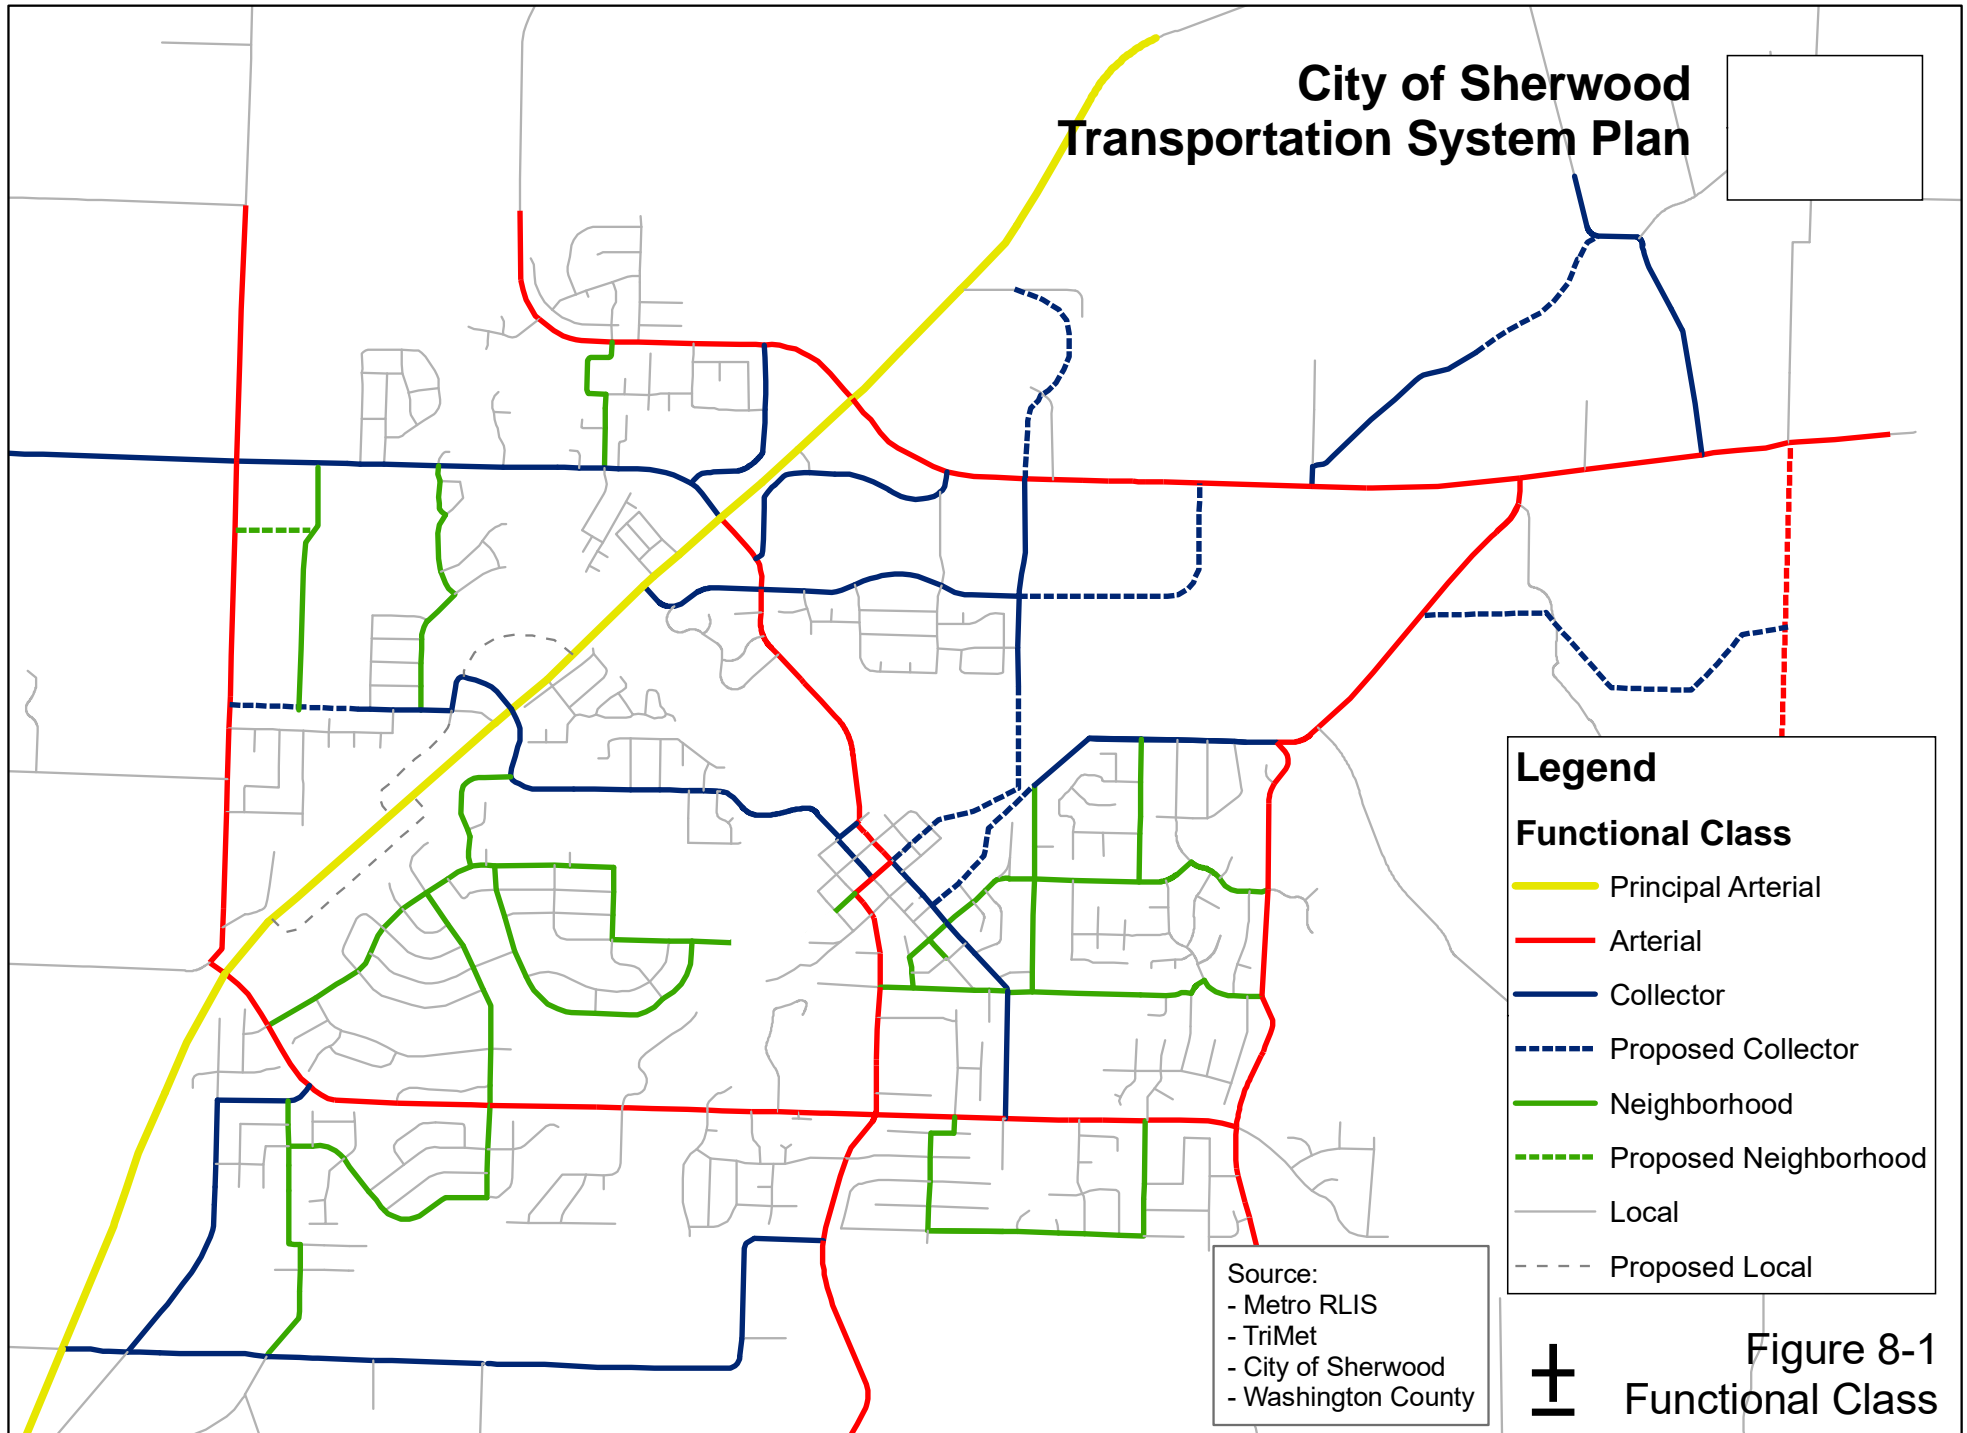 City of Sherwood
Transportation System Plan
Legend
Functional Class
Principal Arterial
Arterial
Collector
Proposed Collector
Neighborhood
Proposed Neighborhood
Local
Proposed Local
Source:
- Metro RLIS
- TriMet
- City of Sherwood
- Washington County
±
Figure 8-1
Functional Class